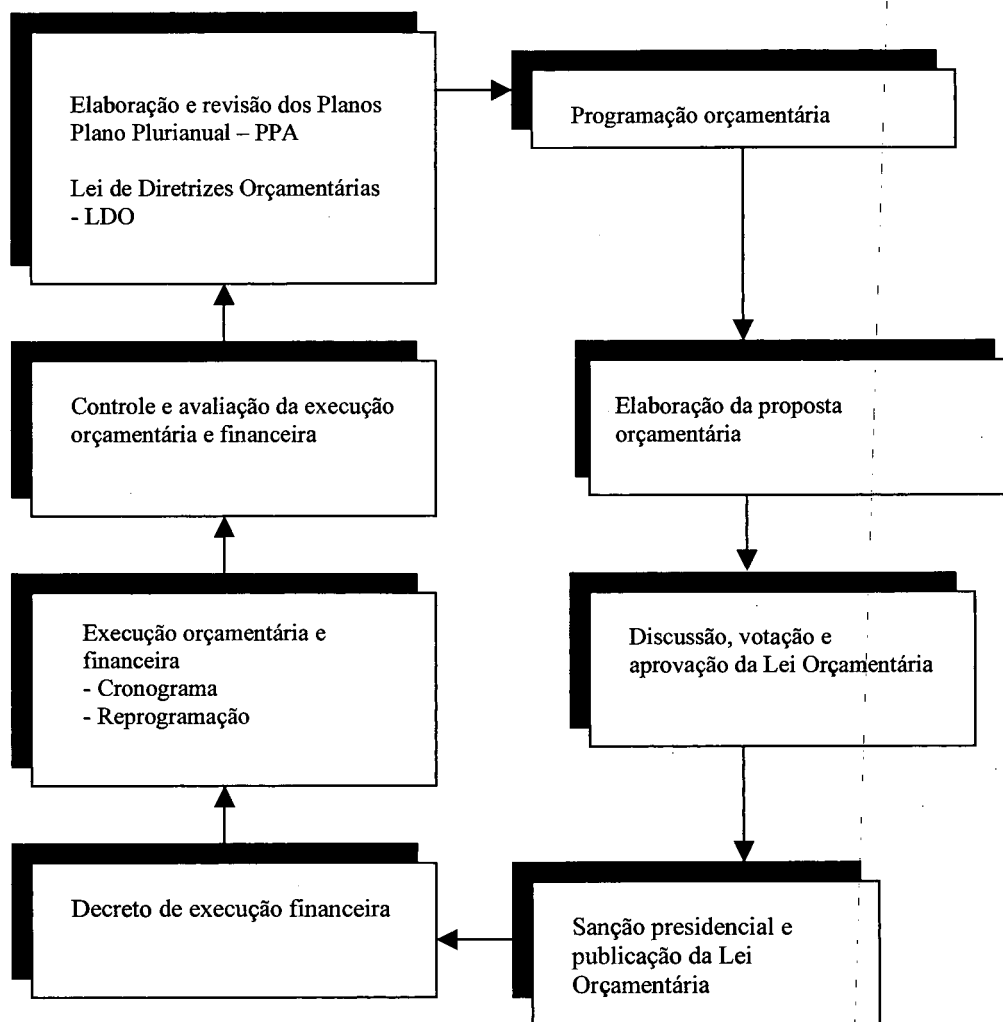 Elaboração e revisão dos Planos
Plano Plurianual – PPA
Lei de Diretrizes Orçamentárias
- LDO
Programação orçamentária
Elaboração da proposta
orçamentária
Discussão, votação e
aprovação da Lei Orçamentária
Sanção presidencial e
publicação da Lei
Orçamentária
Decreto de execução financeira
Execução orçamentária e
financeira
- Cronograma
- Reprogramação
Controle e avaliação da execução
orçamentária e financeira